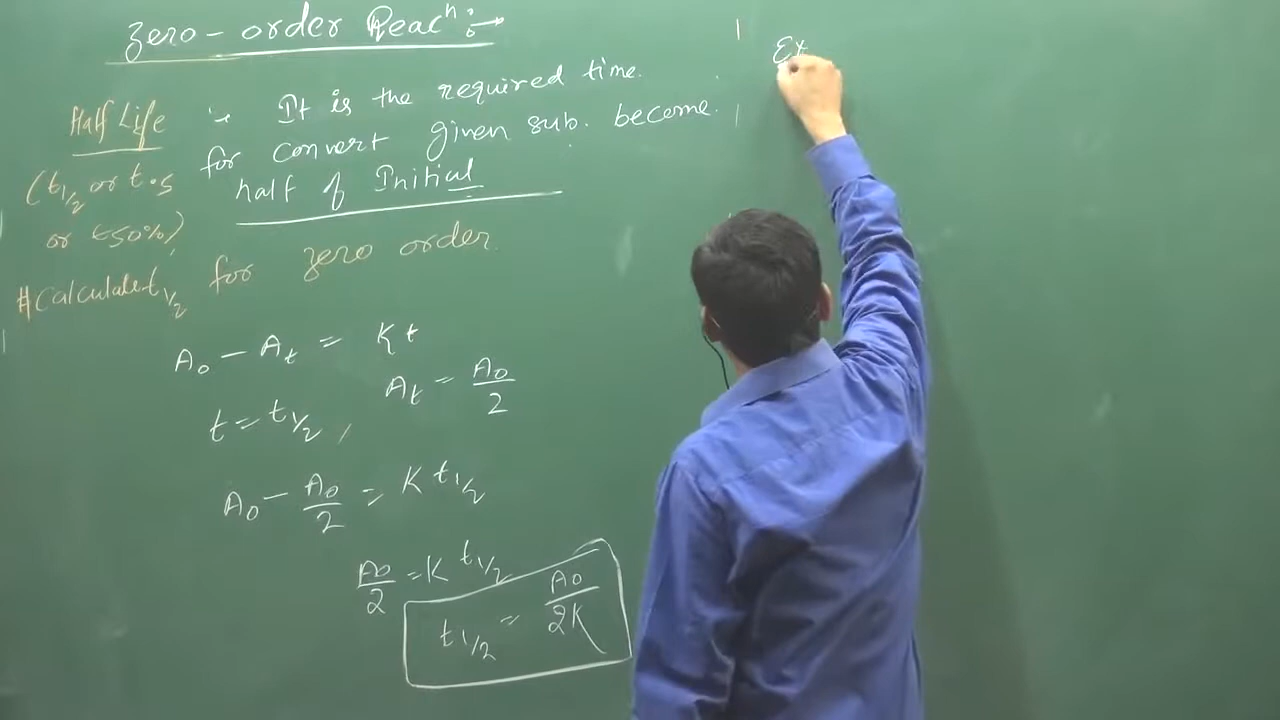 zero-order Reacⁿ:→
Half Life :- It is the required time.
(t1/2 or t.5 for convert given sub. become.
or t50%) half of Initial
#Calculate t1/2 for zero order.
A0 - At = Kt
t = t1/2, At = A0/2
A0 - A0/2 = K t1/2
A0/2 = K t1/2
t1/2 = A0/2K
Ex